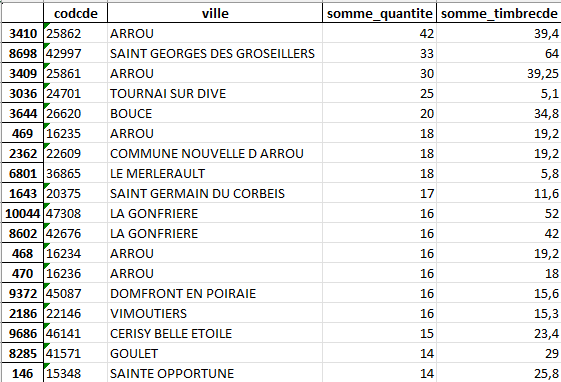 codcde ville somme_quantite somme_timbrecde
3410 25862 ARROU 42 39,4
8698 42997 SAINT GEORGES DES GROSEILLERS 33 64
3409 25861 ARROU 30 39,25
3036 24701 TOURNAI SUR DIVE 25 5,1
3644 26620 BOUCE 20 34,8
469 16235 ARROU 18 19,2
2362 22609 COMMUNE NOUVELLE D ARROU 18 19,2
6801 36865 LE MERLERAULT 18 5,8
1643 20375 SAINT GERMAIN DU CORBEIS 17 11,6
10044 47308 LA GONFRIERE 16 52
8602 42676 LA GONFRIERE 16 42
468 16234 ARROU 16 19,2
470 16236 ARROU 16 18
9372 45087 DOMFRONT EN POIRAIE 16 15,6
2186 22146 VIMOUTIERS 16 15,3
9686 46141 CERISY BELLE ETOILE 15 23,4
8285 41571 GOULET 14 29
146 15348 SAINTE OPPORTUNE 14 25,8